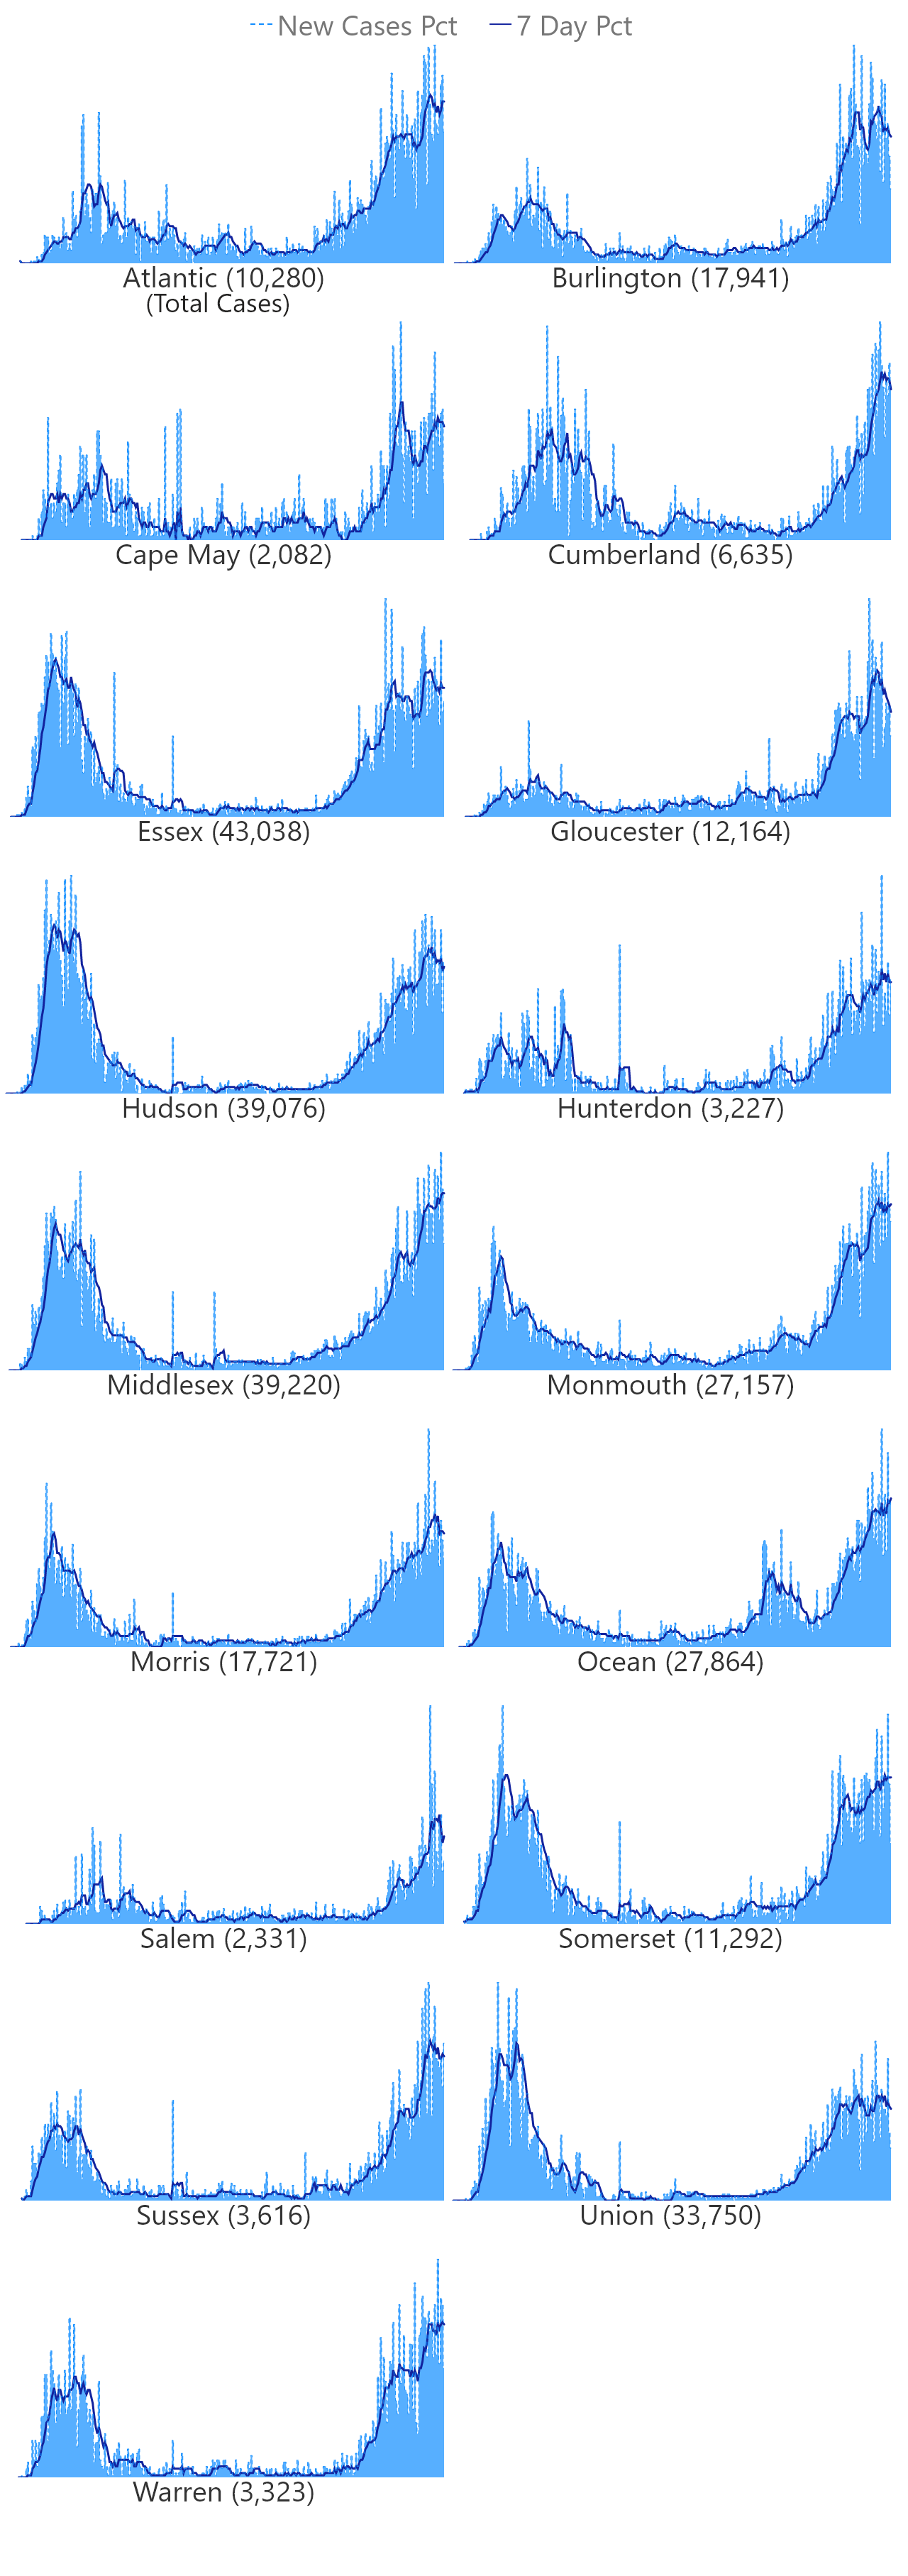 New Cases Pct 7 Day Pct
Atlantic (10,280)
(Total Cases)
Burlington (17,941)
Cape May (2,082)
Cumberland (6,635)
Essex (43,038)
Gloucester (12,164)
Hudson (39,076)
Hunterdon (3,227)
Middlesex (39,220)
Monmouth (27,157)
Morris (17,721)
Ocean (27,864)
Salem (2,331)
Somerset (11,292)
Sussex (3,616)
Union (33,750)
Warren (3,323)